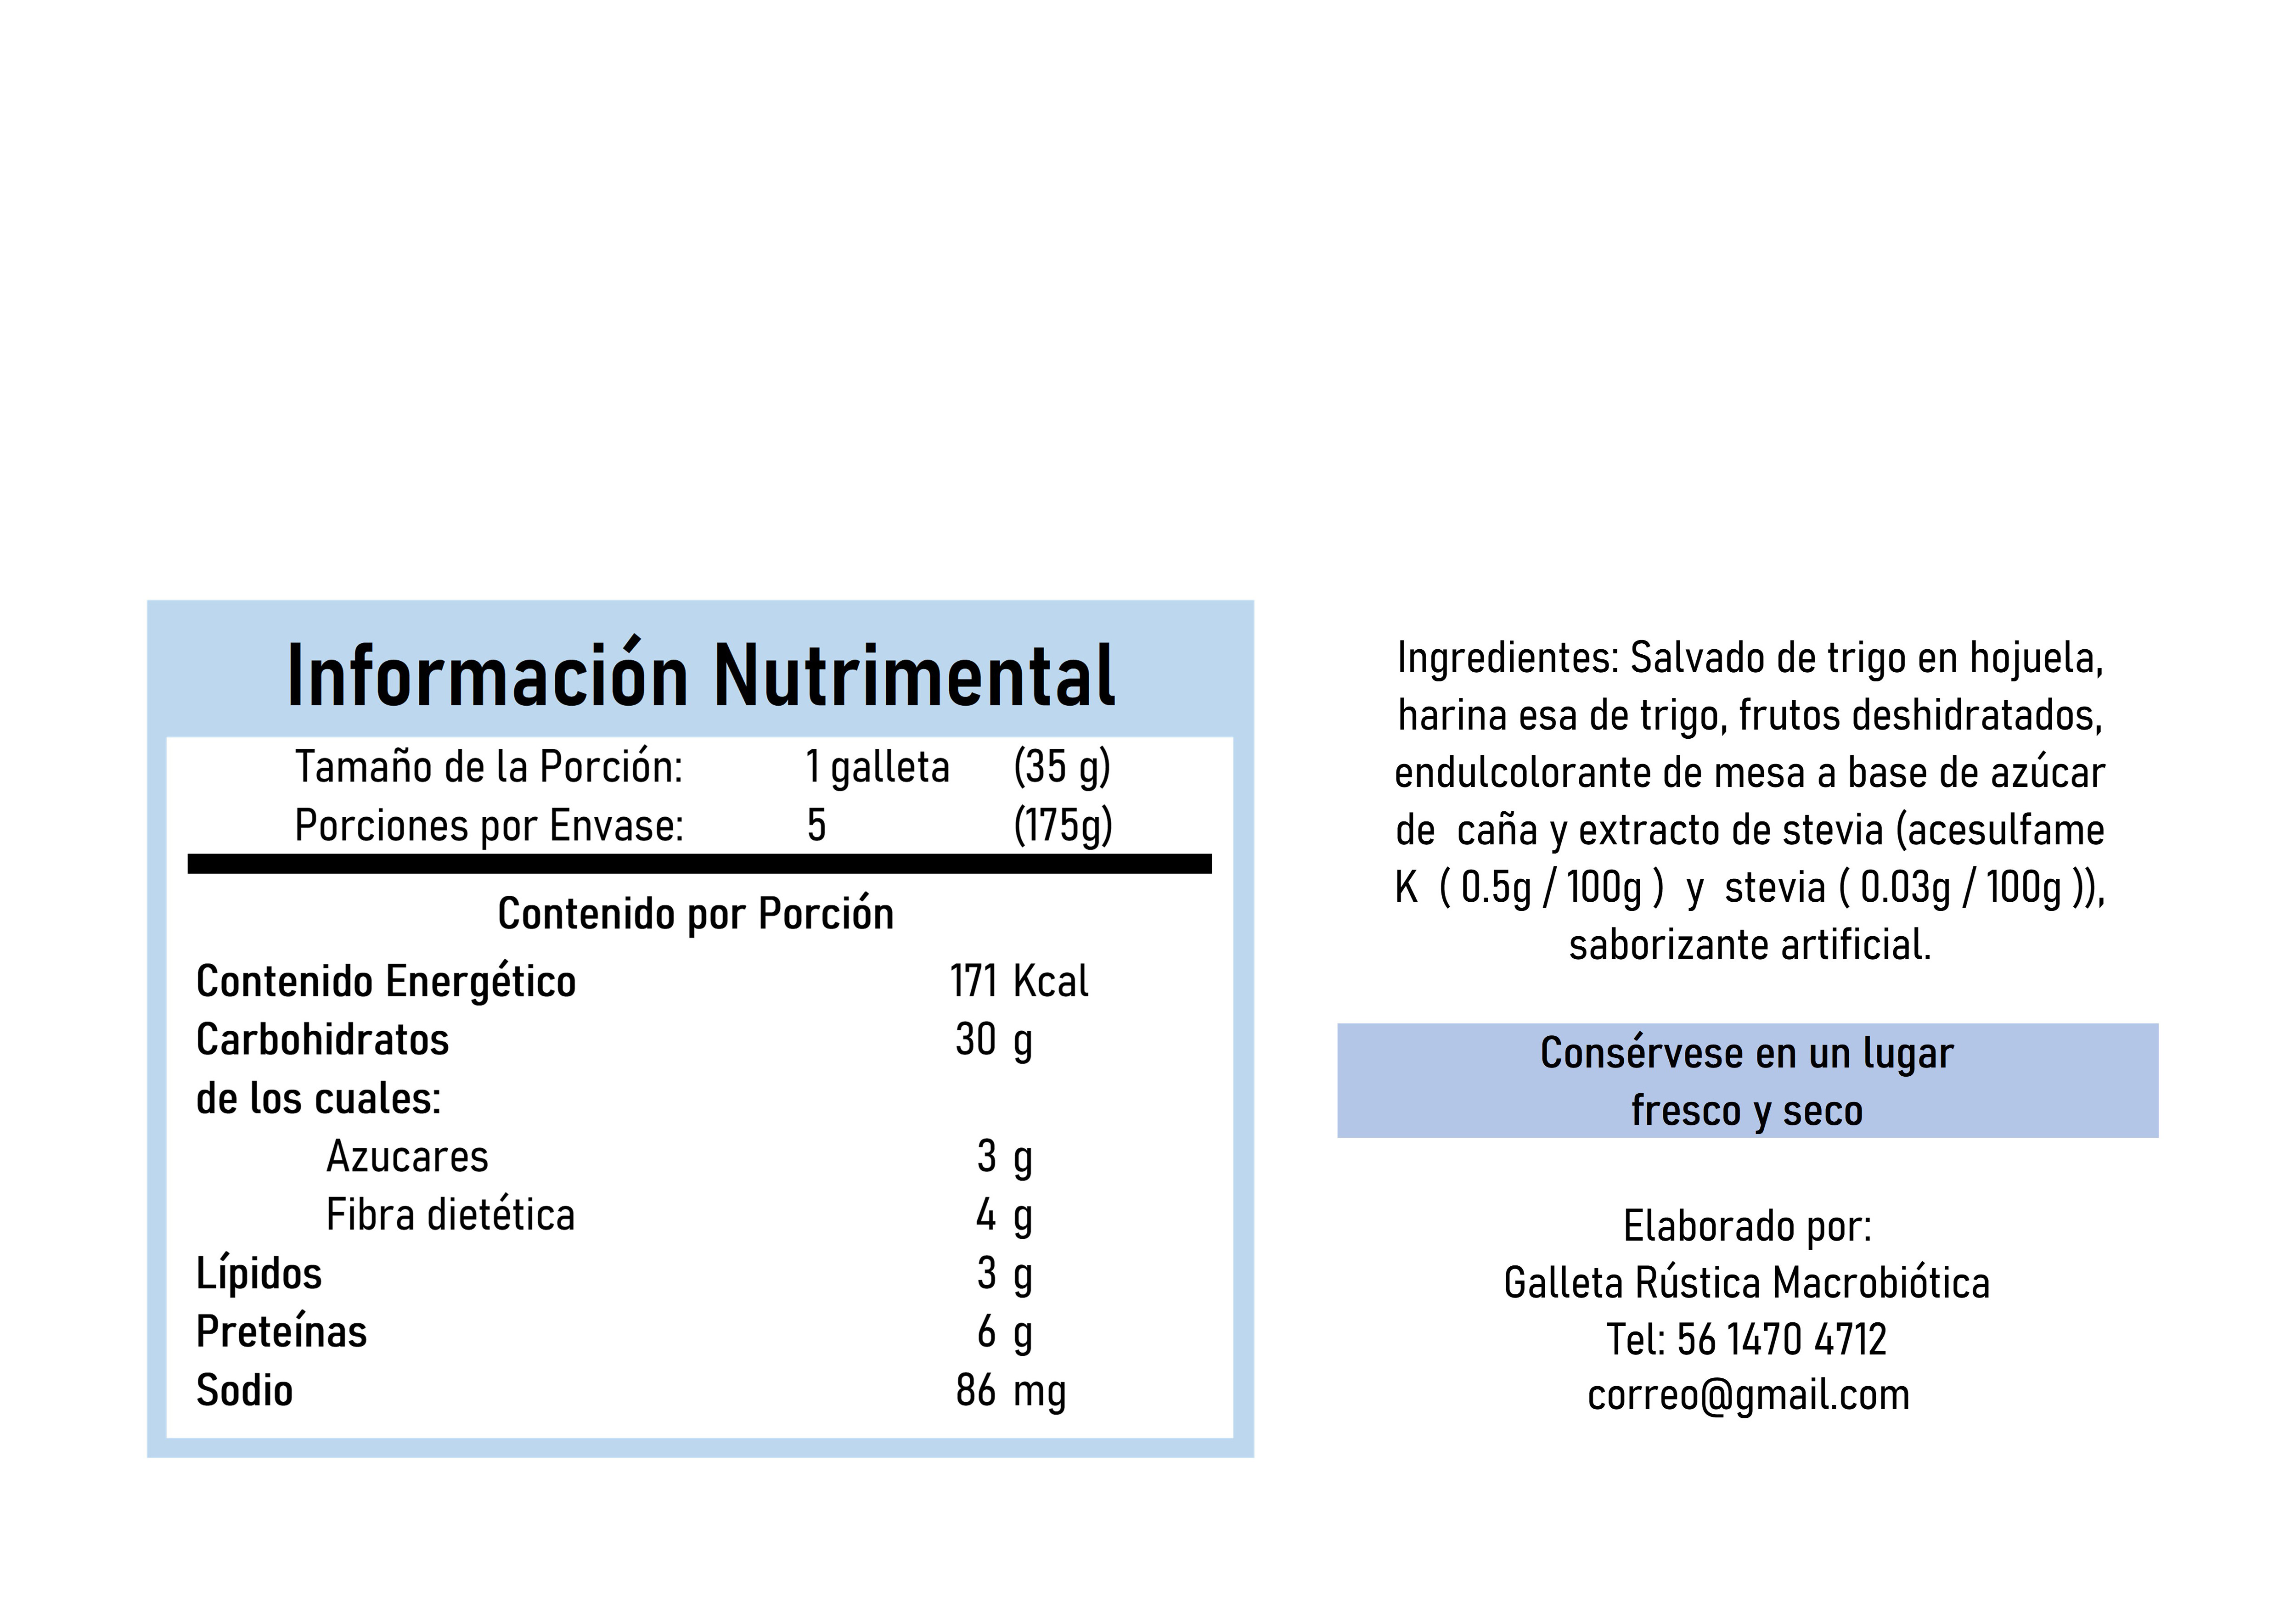 Información Nutrimental
Tamaño de la Porción: 1 galleta (35 g)
Porciones por Envase: 5 (175g)
Contenido por Porción
Contenido Energético 171 Kcal
Carbohidratos 30 g
de los cuales:
Azucares 3 g
Fibra dietética 4 g
Lípidos 3 g
Preteínas 6 g
Sodio 86 mg
Ingredientes: Salvado de trigo en hojuela,
harina esa de trigo, frutos deshidratados,
endulcolorante de mesa a base de azúcar
de caña y extracto de stevia (acesulfame
K ( 0.5g / 100g ) y stevia ( 0.03g / 100g )),
saborizante artificial.
Consérvese en un lugar
fresco y seco
Elaborado por:
Galleta Rústica Macrobiótica
Tel: 56 1470 4712
correo@gmail.com